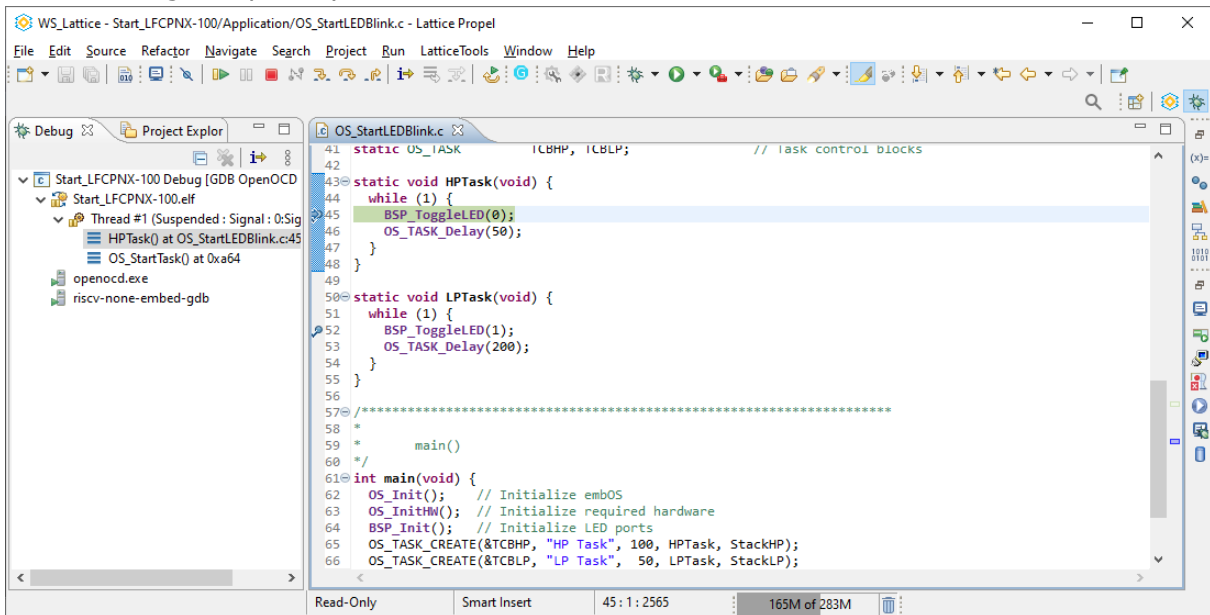 WS_Lattice - Start_LFCPNX-100/Application/OS_StartLEDBlink.c - Lattice Propel
File Edit Source Refactor Navigate Search Project Run LatticeTools Window Help
Debug Project Explor
OS_StartLEDBlink.c
Start_LFCPNX-100 Debug [GDB OpenOCD
Start_LFCPNX-100.elf
Thread #1 (Suspended : Signal : 0:Sig
HPTask() at OS_StartLEDBlink.c:45
OS_StartTask() at 0xa64
openocd.exe
riscv-none-embed-gdb
41 static OS_TASK TCBHP, TCBLP; // Task control blocks
42
43 static void HPTask(void) {
44 while (1) {
45 BSP_ToggleLED(0);
46 OS_TASK_Delay(50);
47 }
48 }
49
50 static void LPTask(void) {
51 while (1) {
52 BSP_ToggleLED(1);
53 OS_TASK_Delay(200);
54 }
55 }
56
57 /*********************************************************************
58 *
59 * main()
60 */
61 int main(void) {
62 OS_Init(); // Initialize embOS
63 OS_InitHW(); // Initialize required hardware
64 BSP_Init(); // Initialize LED ports
65 OS_TASK_CREATE(&TCBHP, "HP Task", 100, HPTask, StackHP);
66 OS_TASK_CREATE(&TCBLP, "LP Task", 50, LPTask, StackLP);
(x)=
1010
0101
Read-Only Smart Insert 45 : 1 : 2565 165M of 283M